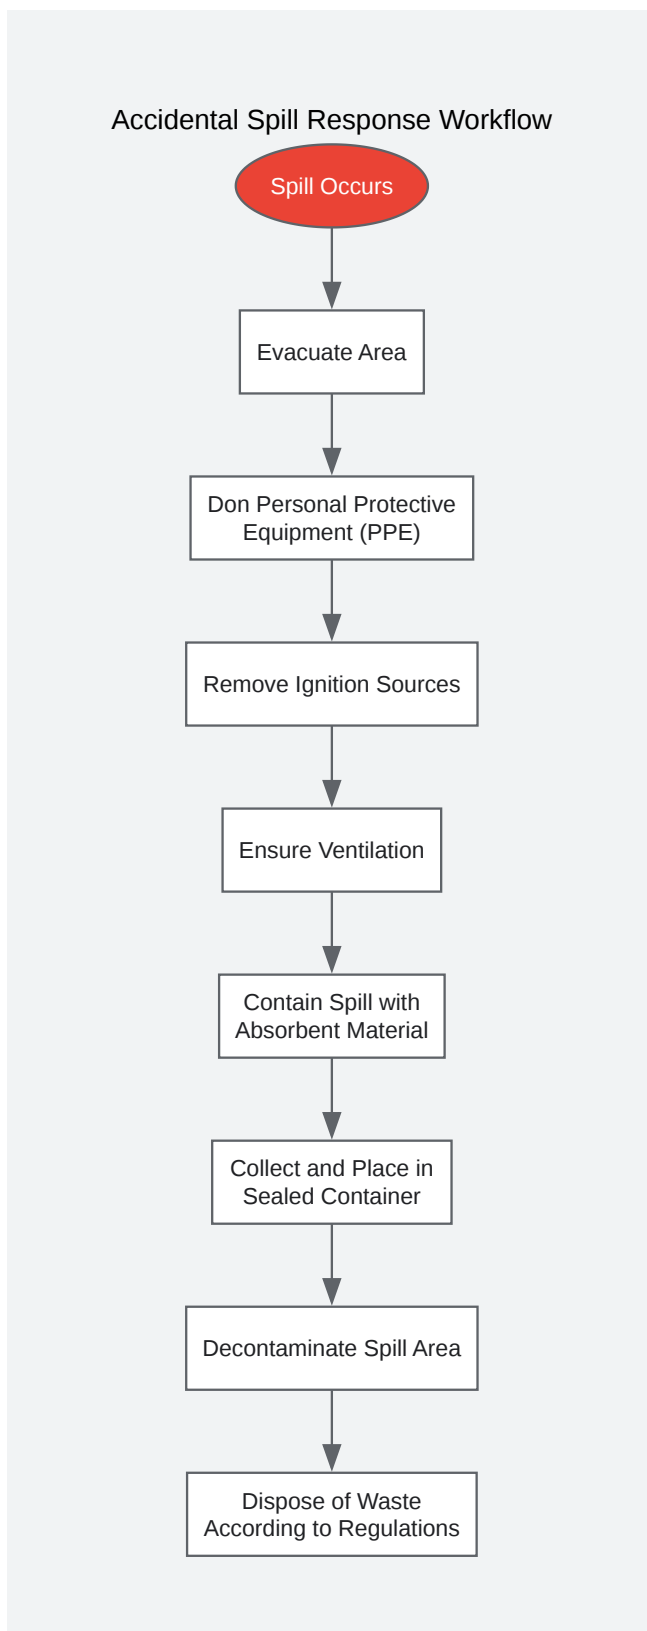 Accidental Spill Response Workflow
Spill Occurs
Evacuate Area
Don Personal Protective
Equipment (PPE)
Remove Ignition Sources
Ensure Ventilation
Contain Spill with
Absorbent Material
Collect and Place in
Sealed Container
Decontaminate Spill Area
Dispose of Waste
According to Regulations